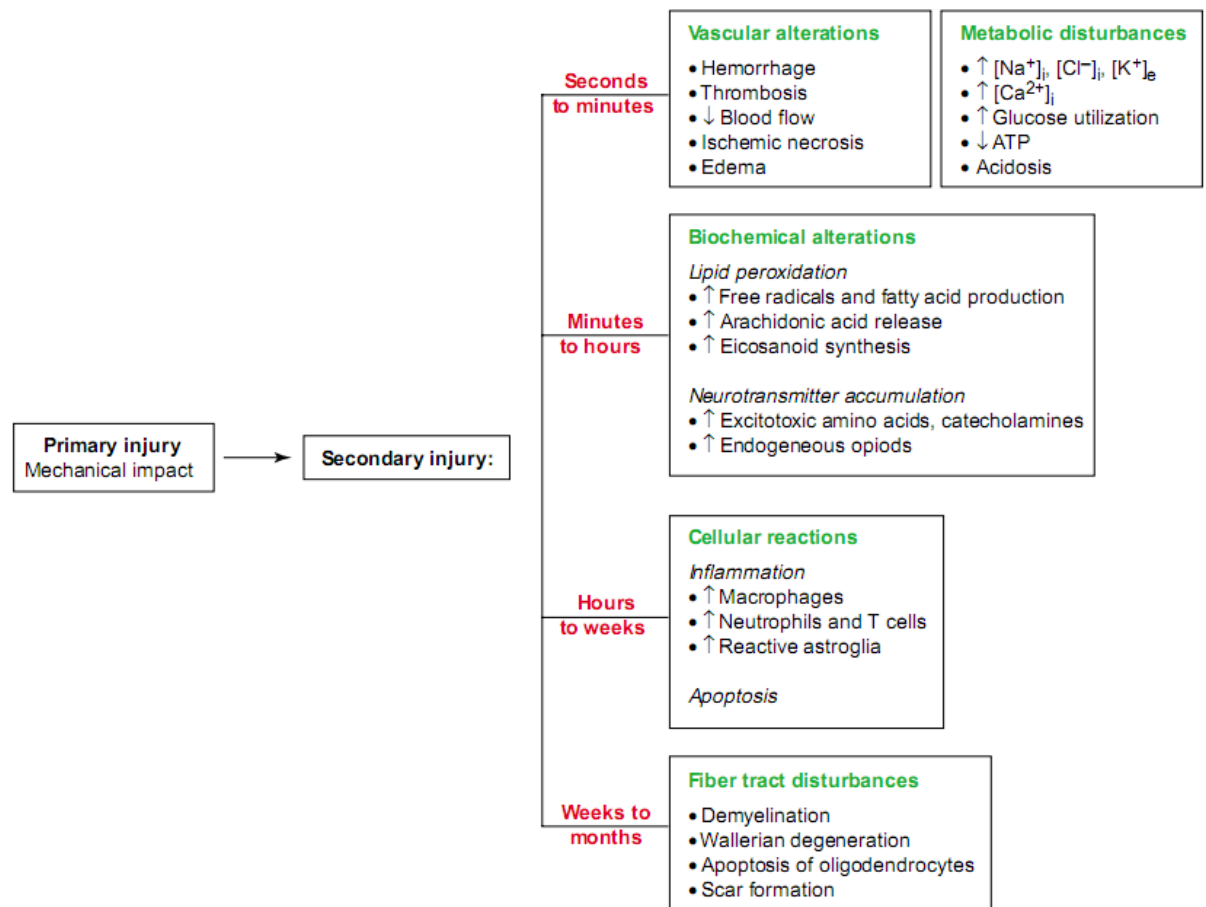 Primary injury
Mechanical impact
Secondary injury:
Seconds
to minutes
Vascular alterations
• Hemorrhage
• Thrombosis
• ↓ Blood flow
• Ischemic necrosis
• Edema
Metabolic disturbances
• ↑ [Na⁺]ᵢ, [Cl⁻]ᵢ, [K⁺]ₑ
• ↑ [Ca²⁺]ᵢ
• ↑ Glucose utilization
• ↓ ATP
• Acidosis
Minutes
to hours
Biochemical alterations
Lipid peroxidation
• ↑ Free radicals and fatty acid production
• ↑ Arachidonic acid release
• ↑ Eicosanoid synthesis
Neurotransmitter accumulation
• ↑ Excitotoxic amino acids, catecholamines
• ↑ Endogeneous opiods
Hours
to weeks
Cellular reactions
Inflammation
• ↑ Macrophages
• ↑ Neutrophils and T cells
• ↑ Reactive astroglia
Apoptosis
Weeks to
months
Fiber tract disturbances
• Demyelination
• Wallerian degeneration
• Apoptosis of oligodendrocytes
• Scar formation